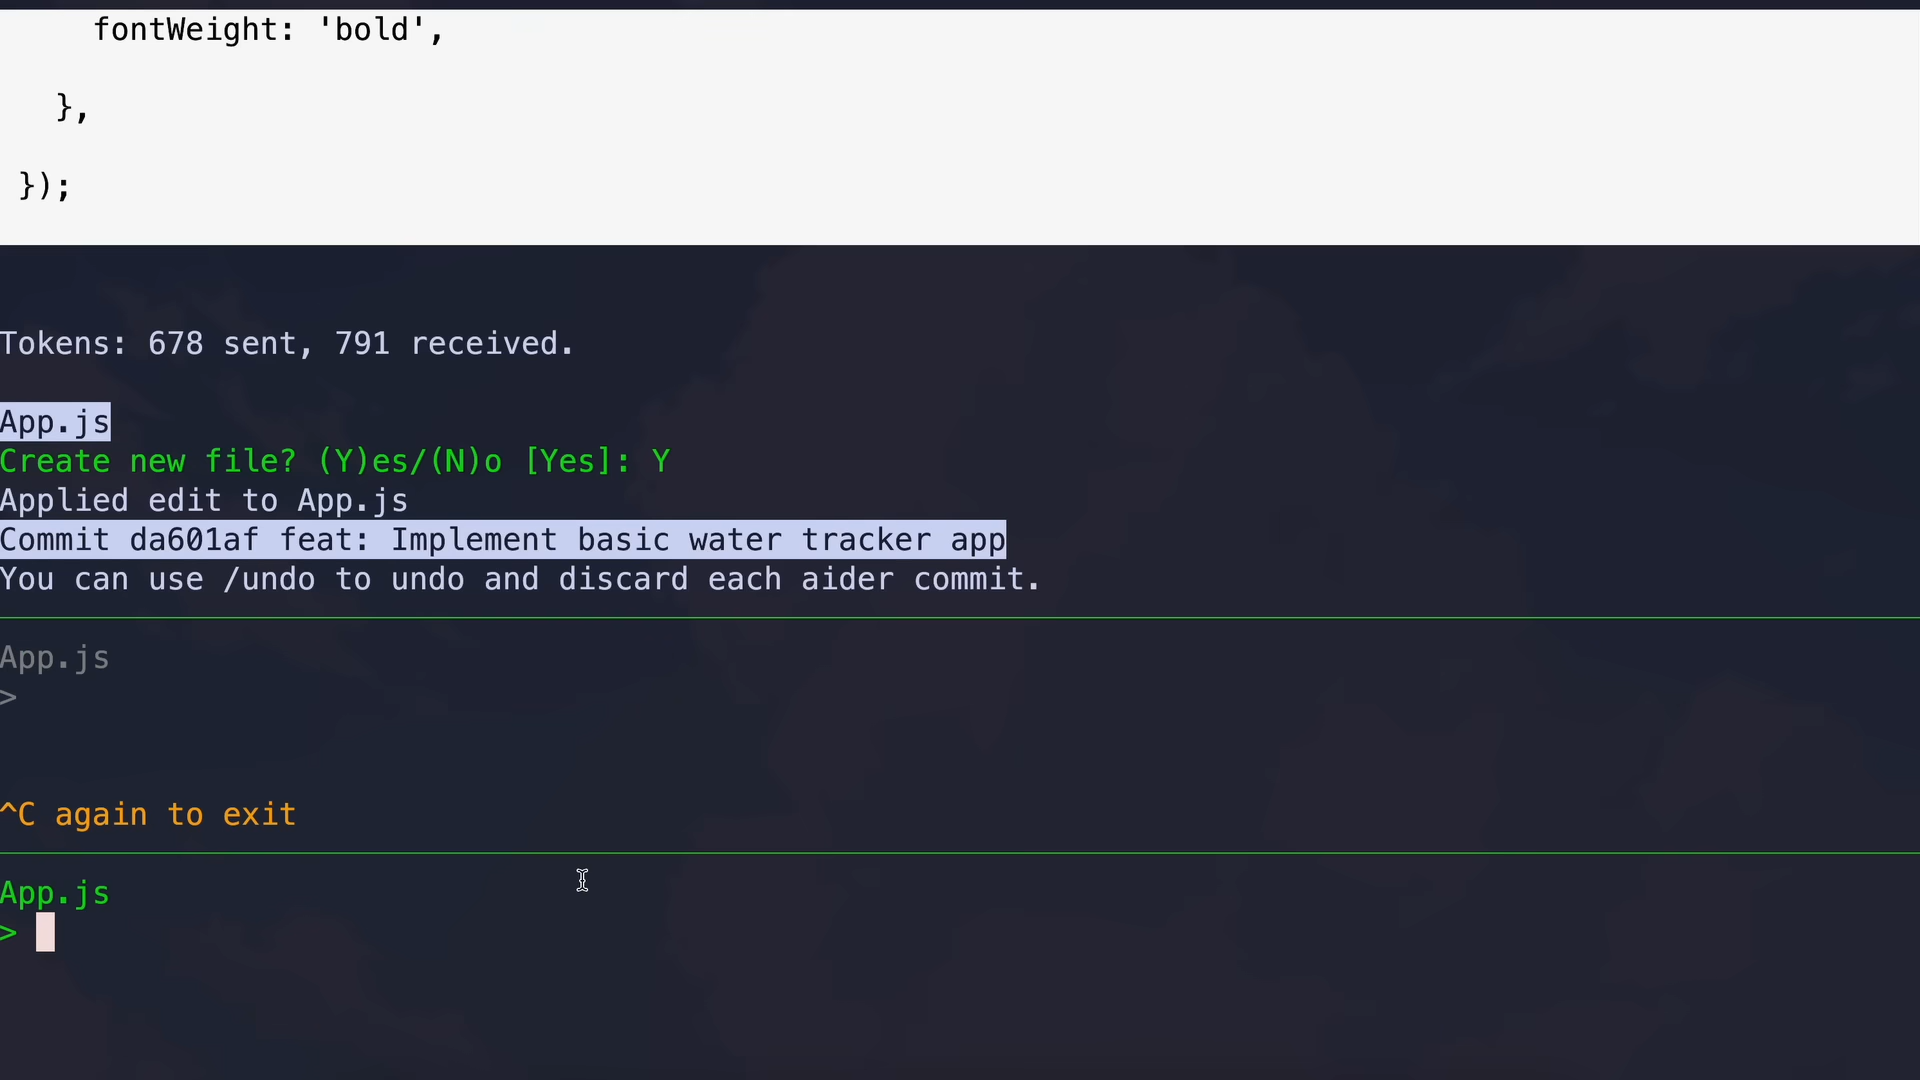 fontWeight: 'bold',
},
});
Tokens: 678 sent, 791 received.
App.js
Create new file? (Y)es/(N)o [Yes]: Y
Applied edit to App.js
Commit da601af feat: Implement basic water tracker app
You can use /undo to undo and discard each aider commit.
App.js
>
^C again to exit
App.js
>